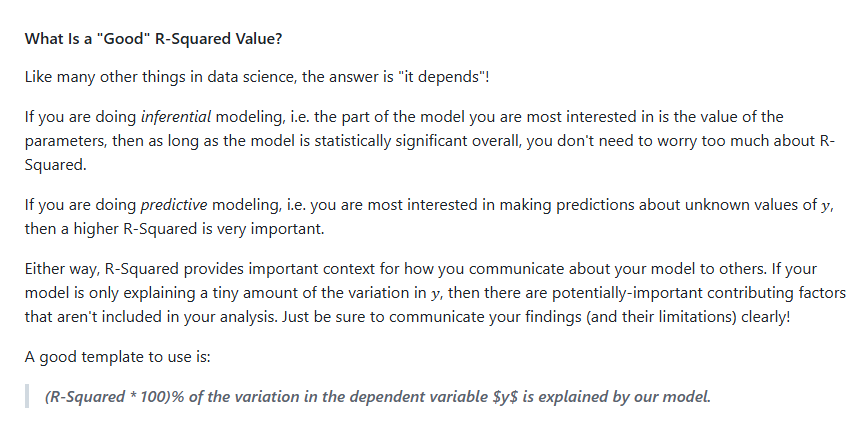 What Is a "Good" R-Squared Value?
Like many other things in data science, the answer is "it depends"!
If you are doing inferential modeling, i.e. the part of the model you are most interested in is the value of the
parameters, then as long as the model is statistically significant overall, you don't need to worry too much about R-
Squared.
If you are doing predictive modeling, i.e. you are most interested in making predictions about unknown values of y,
then a higher R-Squared is very important.
Either way, R-Squared provides important context for how you communicate about your model to others. If your
model is only explaining a tiny amount of the variation in y, then there are potentially-important contributing factors
that aren't included in your analysis. Just be sure to communicate your findings (and their limitations) clearly!
A good template to use is:
(R-Squared * 100)% of the variation in the dependent variable $y$ is explained by our model.